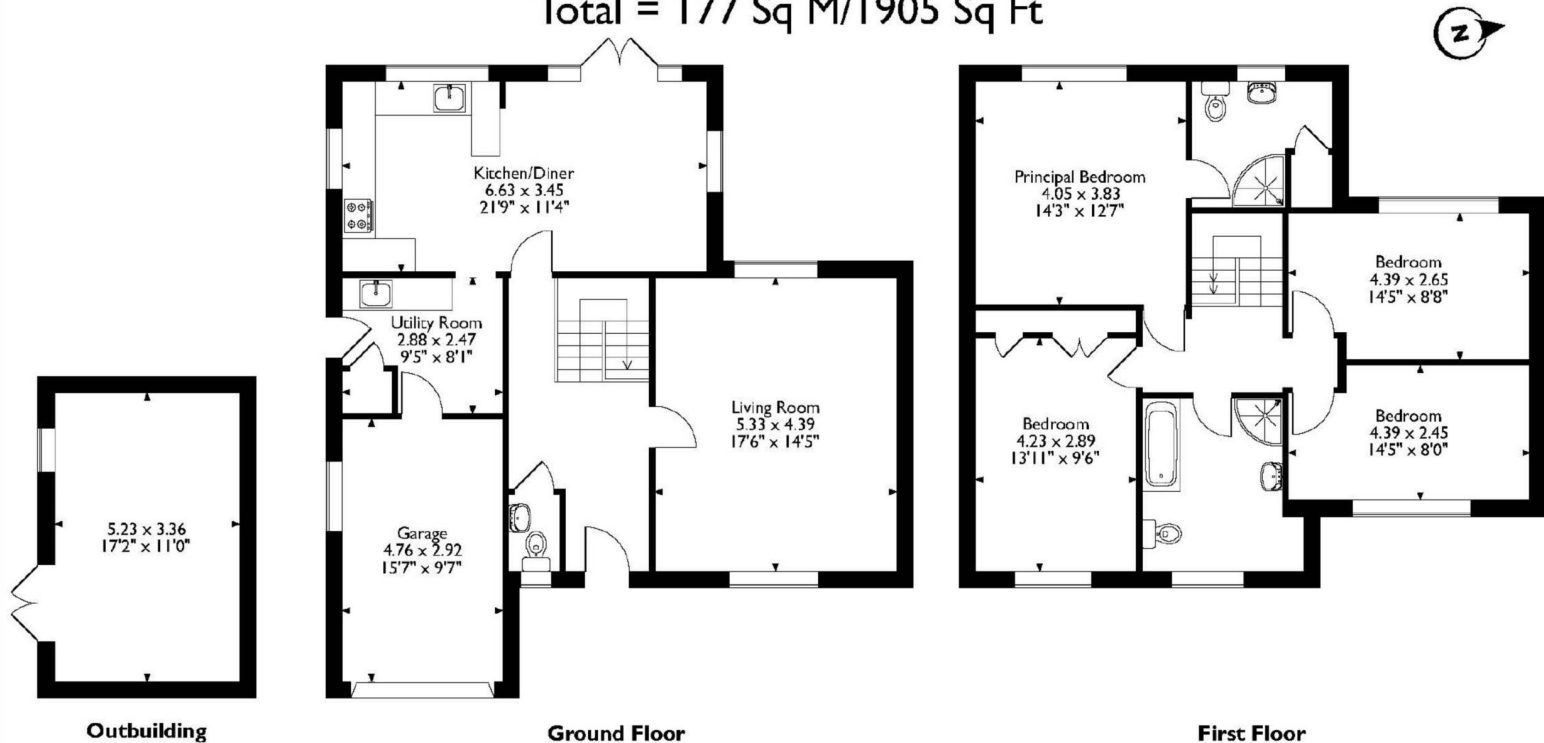 Total = 177 Sq M/1905 Sq Ft
N
Kitchen/Diner
6.63 x 3.45
21'9" x 11'4"
Utility Room
2.88 x 2.47
9'5" x 8'1"
Living Room
5.33 x 4.39
17'6" x 14'5"
Garage
4.76 x 2.92
15'7" x 9'7"
5.23 x 3.36
17'2" x 11'0"
Principal Bedroom
4.05 x 3.83
14'3" x 12'7"
Bedroom
4.39 x 2.65
14'5" x 8'8"
Bedroom
4.23 x 2.89
13'11" x 9'6"
Bedroom
4.39 x 2.45
14'5" x 8'0"
Outbuilding
Ground Floor
First Floor